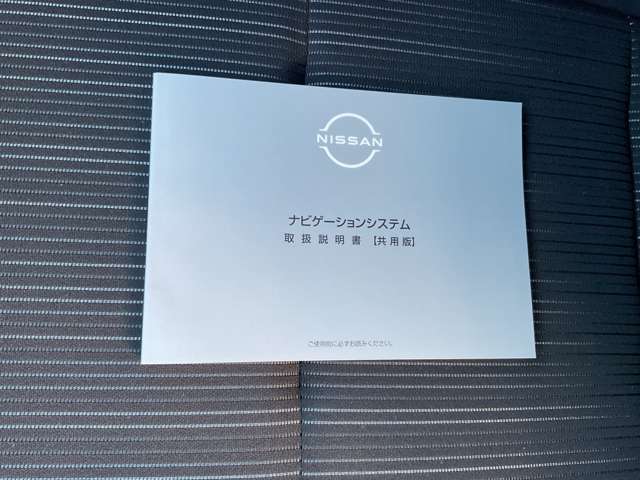 NISSAN
ナビゲーションシステム
取扱説明書【共用版】
ご使用前に必ずお読みください。